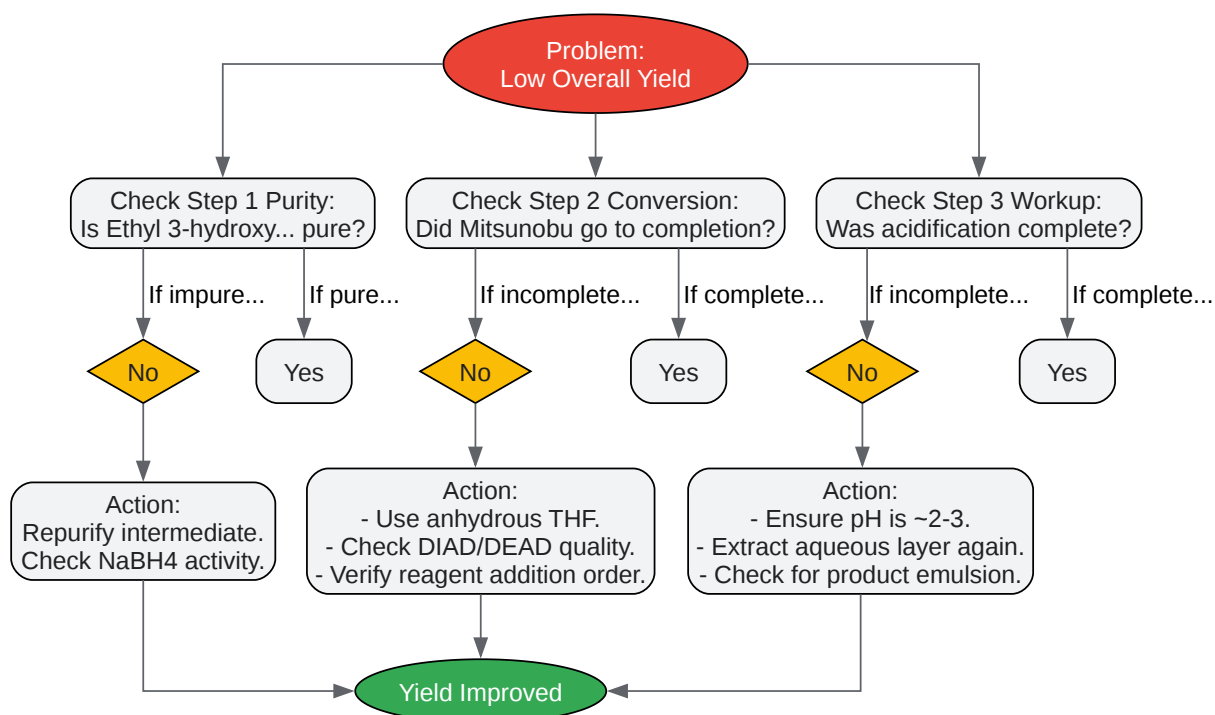 Problem:
Low Overall Yield
Check Step 1 Purity:
Is Ethyl 3-hydroxy... pure?
Check Step 2 Conversion:
Did Mitsunobu go to completion?
Check Step 3 Workup:
Was acidification complete?
If impure...
If pure...
If incomplete...
If complete...
If incomplete...
If complete...
No
Yes
No
Yes
No
Yes
Action:
Repurify intermediate.
Check NaBH4 activity.
Action:
- Use anhydrous THF.
- Check DIAD/DEAD quality.
- Verify reagent addition order.
Action:
- Ensure pH is ~2-3.
- Extract aqueous layer again.
- Check for product emulsion.
Yield Improved